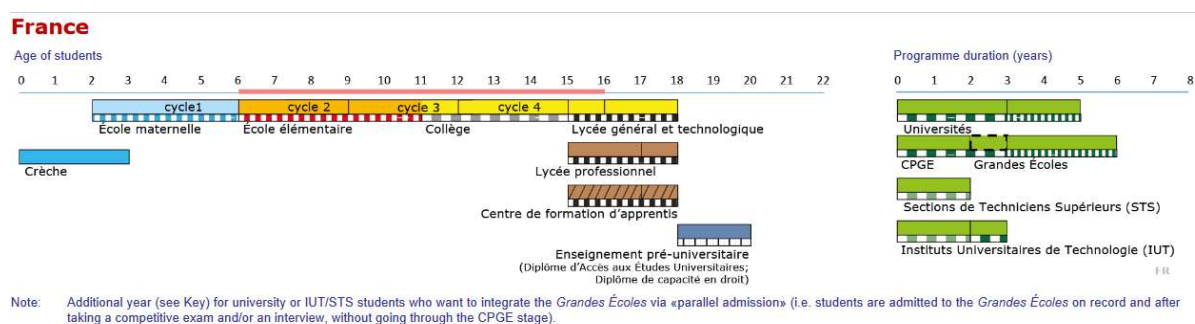 France
Age of students
Programme duration (years)
0 1 2 3 4 5 6 7 8 9 10 11 12 13 14 15 16 17 18 19 20 21 22
0 1 2 3 4 5 6 7 8
cycle1 cycle 2 cycle 3 cycle 4
École maternelle École élémentaire Collège Lycée général et technologique
Universités
Crèche
Lycée professionnel
CPGE Grandes Écoles
Centre de formation d'apprentis
Sections de Techniciens Supérieurs (STS)
Enseignement pré-universitaire
(Diplôme d'Accès aux Études Universitaires;
Diplôme de capacité en droit)
Instituts Universitaires de Technologie (IUT)
FR
Note: Additional year (see Key) for university or IUT/STS students who want to integrate the Grandes Écoles via «parallel admission» (i.e. students are admitted to the Grandes Écoles on record and after
taking a competitive exam and/or an interview, without going through the CPGE stage).